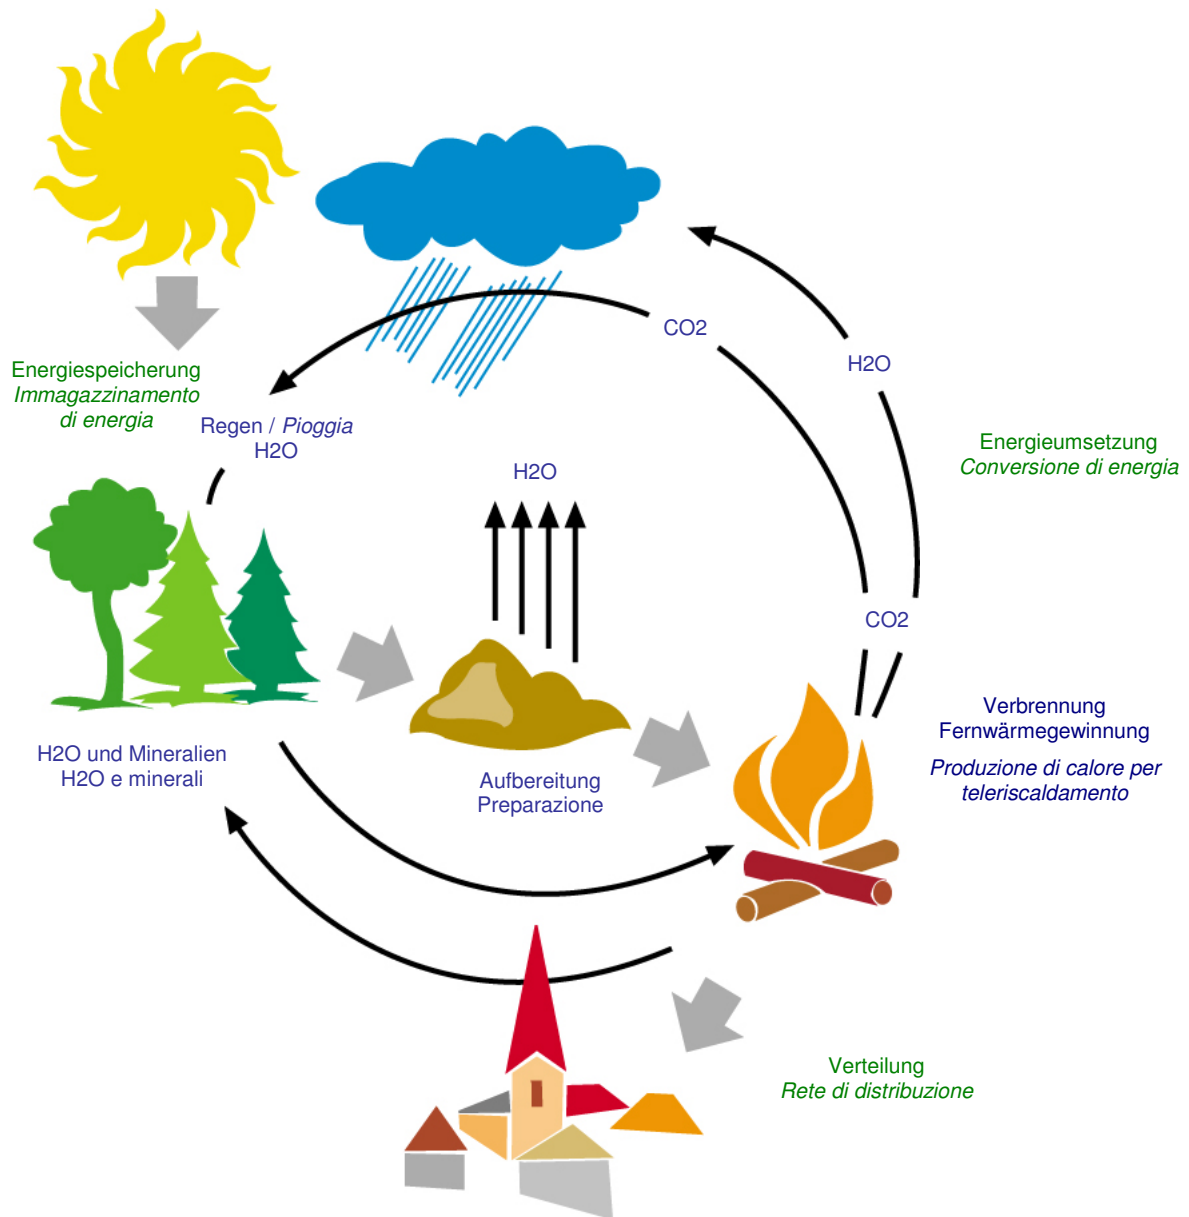 CO2
H2O
Energiespeicherung
Immagazzinamento
di energia
Regen / Pioggia
H2O
Energieumsetzung
Conversione di energia
H2O
CO2
Verbrennung
Fernwärmegewinnung
Produzione di calore per
teleriscaldamento
H2O und Mineralien
H2O e minerali
Aufbereitung
Preparazione
Verteilung
Rete di distribuzione